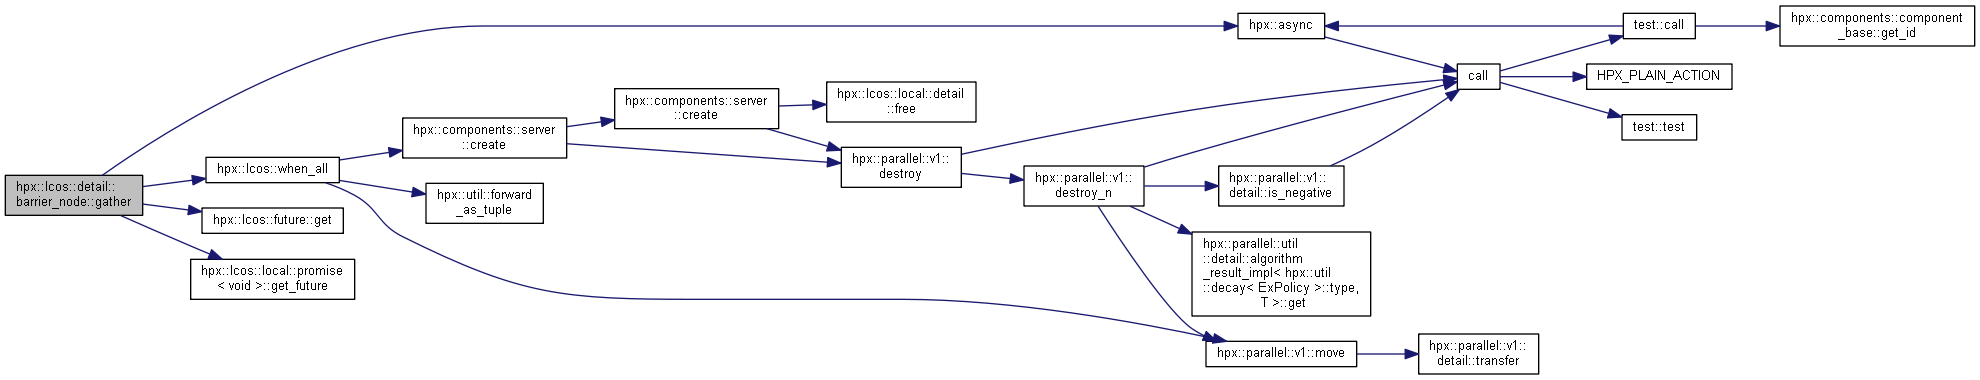 hpx::lcos::detail::
barrier_node::gather
hpx::async
hpx::lcos::when_all
hpx::lcos::future::get
hpx::lcos::local::promise
< void >::get_future
hpx::components::server
::create
hpx::util::forward
_as_tuple
hpx::components::server
::create
hpx::lcos::local::detail
::free
hpx::parallel::v1::
destroy
hpx::parallel::v1::
destroy_n
hpx::parallel::v1::
detail::is_negative
hpx::parallel::util
::detail::algorithm
_result_impl< hpx::util
::decay< ExPolicy >::type,
T >::get
hpx::parallel::v1::move
hpx::parallel::v1::
detail::transfer
call
test::call
HPX_PLAIN_ACTION
test::test
hpx::components::component
_base::get_id